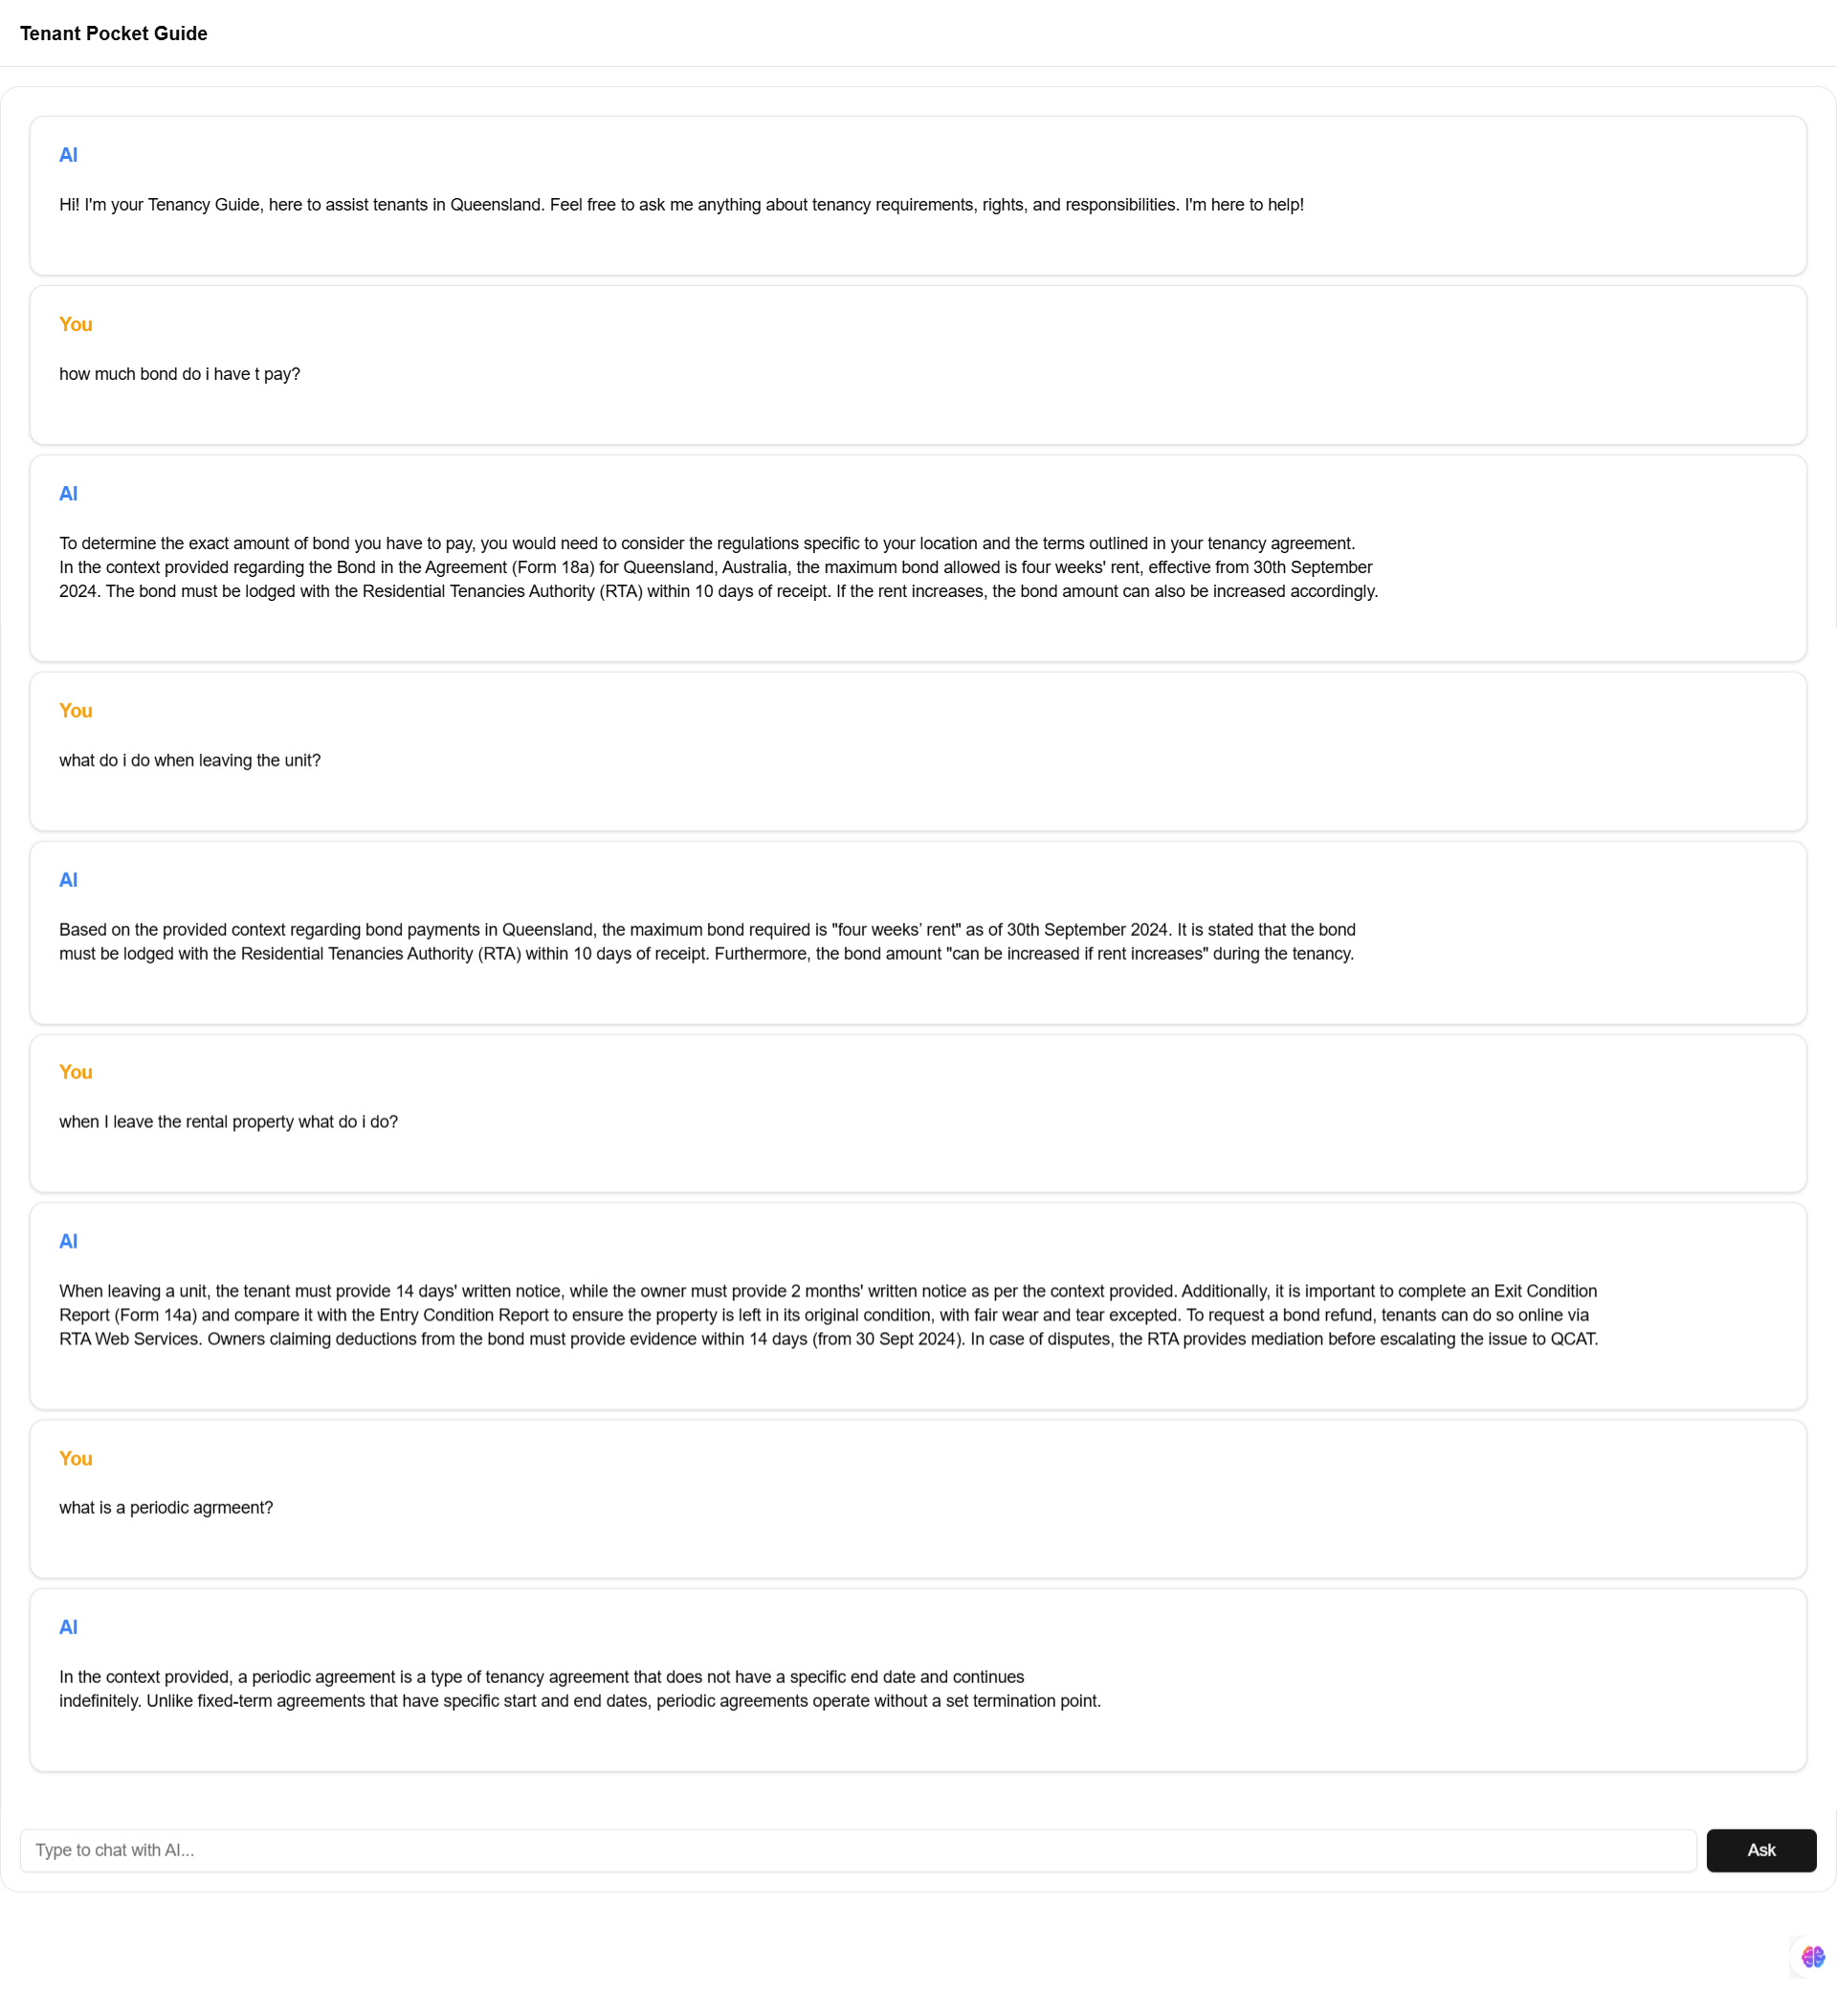 Tenant Pocket Guide
AI
Hi! I'm your Tenancy Guide, here to assist tenants in Queensland. Feel free to ask me anything about tenancy requirements, rights, and responsibilities. I'm here to help!
You
how much bond do i have t pay?
AI
To determine the exact amount of bond you have to pay, you would need to consider the regulations specific to your location and the terms outlined in your tenancy agreement.
In the context provided regarding the Bond in the Agreement (Form 18a) for Queensland, Australia, the maximum bond allowed is four weeks' rent, effective from 30th September
2024. The bond must be lodged with the Residential Tenancies Authority (RTA) within 10 days of receipt. If the rent increases, the bond amount can also be increased accordingly.
You
what do i do when leaving the unit?
AI
Based on the provided context regarding bond payments in Queensland, the maximum bond required is "four weeks’ rent" as of 30th September 2024. It is stated that the bond
must be lodged with the Residential Tenancies Authority (RTA) within 10 days of receipt. Furthermore, the bond amount "can be increased if rent increases" during the tenancy.
You
when I leave the rental property what do i do?
AI
When leaving a unit, the tenant must provide 14 days' written notice, while the owner must provide 2 months' written notice as per the context provided. Additionally, it is important to complete an Exit Condition
Report (Form 14a) and compare it with the Entry Condition Report to ensure the property is left in its original condition, with fair wear and tear excepted. To request a bond refund, tenants can do so online via
RTA Web Services. Owners claiming deductions from the bond must provide evidence within 14 days (from 30 Sept 2024). In case of disputes, the RTA provides mediation before escalating the issue to QCAT.
You
what is a periodic agrmeent?
AI
In the context provided, a periodic agreement is a type of tenancy agreement that does not have a specific end date and continues
indefinitely. Unlike fixed-term agreements that have specific start and end dates, periodic agreements operate without a set termination point.
Type to chat with AI...
Ask